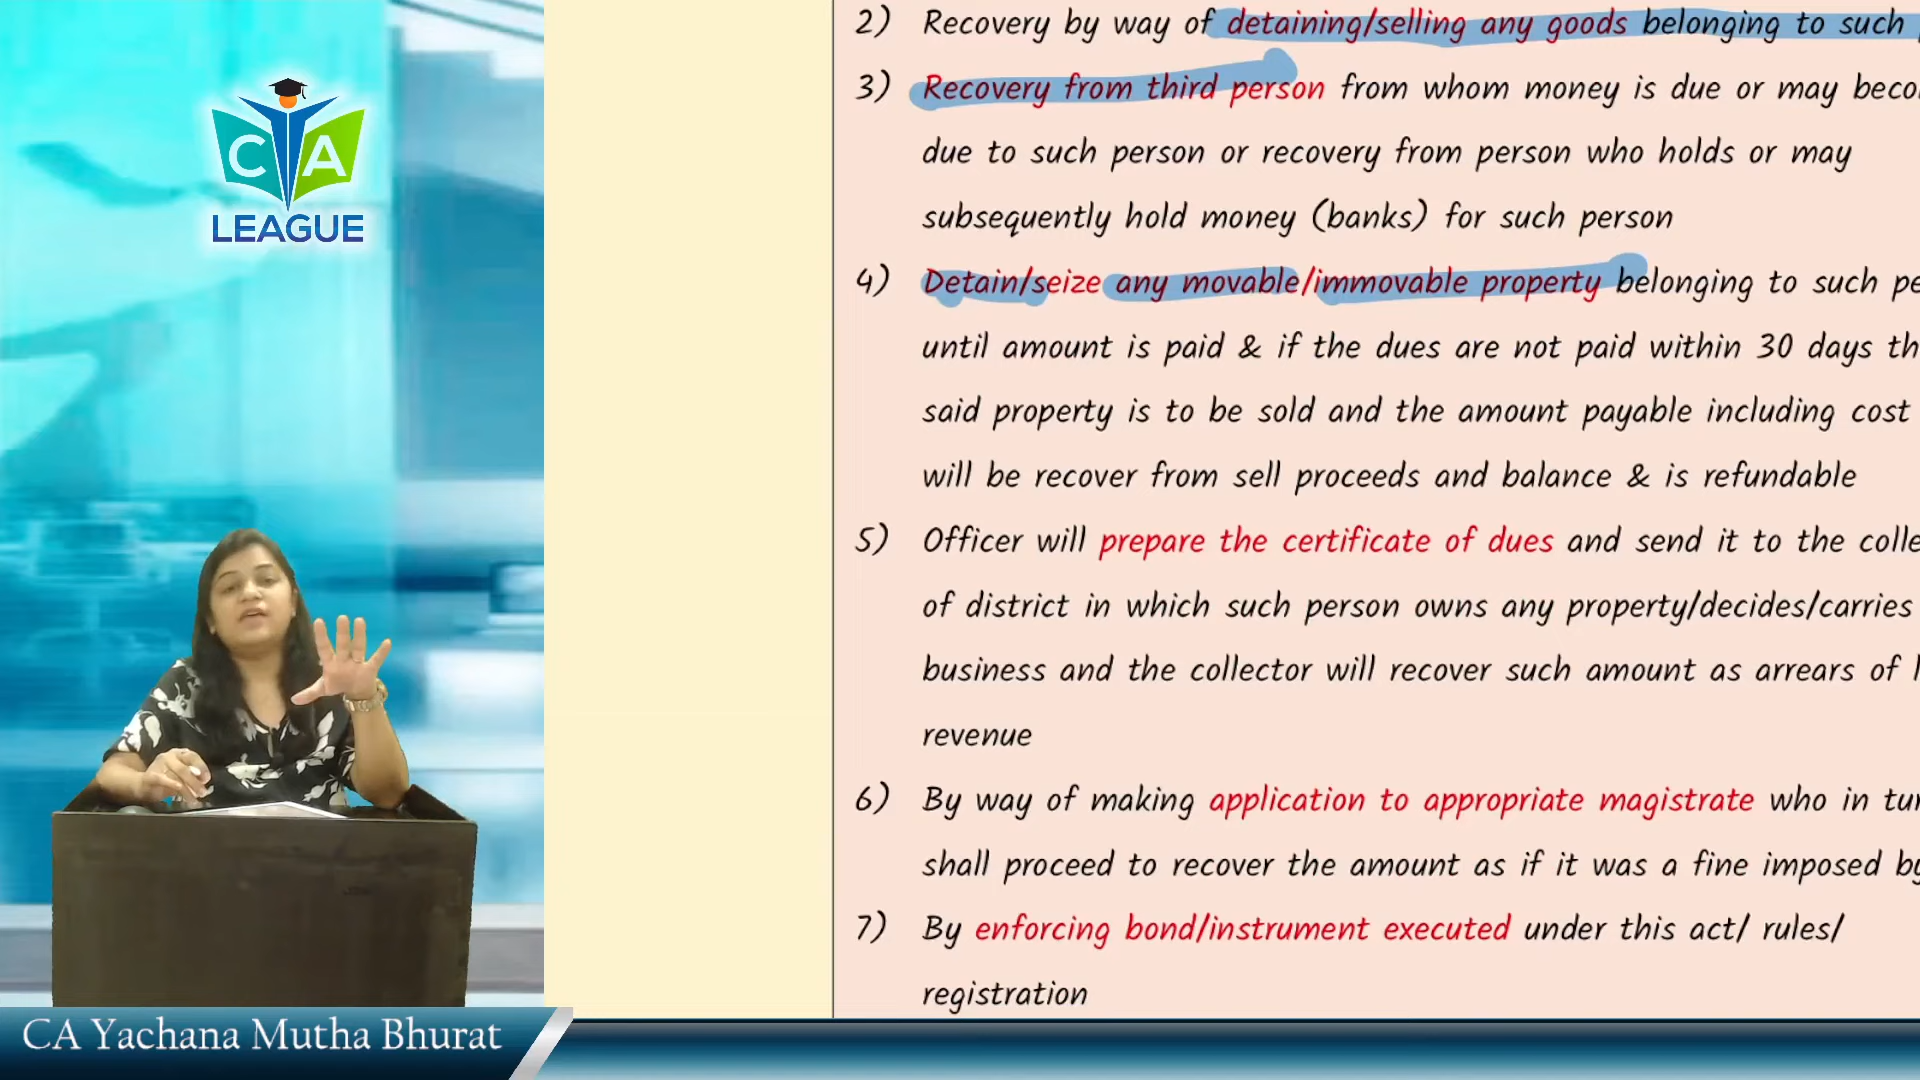 C A
LEAGUE
2) Recovery by way of detaining/selling any goods belonging to such
3) Recovery from third person from whom money is due or may
due to such person or recovery from person who holds or may
subsequently hold money (banks) for such person
4) Detain/seize any movable/immovable property belonging to such
until amount is paid & if the dues are not paid within 30 days
said property is to be sold and the amount payable including cost
will be recover from sell proceeds and balance & is refundable
5) Officer will prepare the certificate of dues and send it to the
of district in which such person owns any property/decides/carries
business and the collector will recover such amount as arrears of
revenue
6) By way of making application to appropriate magistrate who in
shall proceed to recover the amount as if it was a fine imposed by
7) By enforcing bond/instrument executed under this act/ rules/
registration
CA Yachana Mutha Bhurat